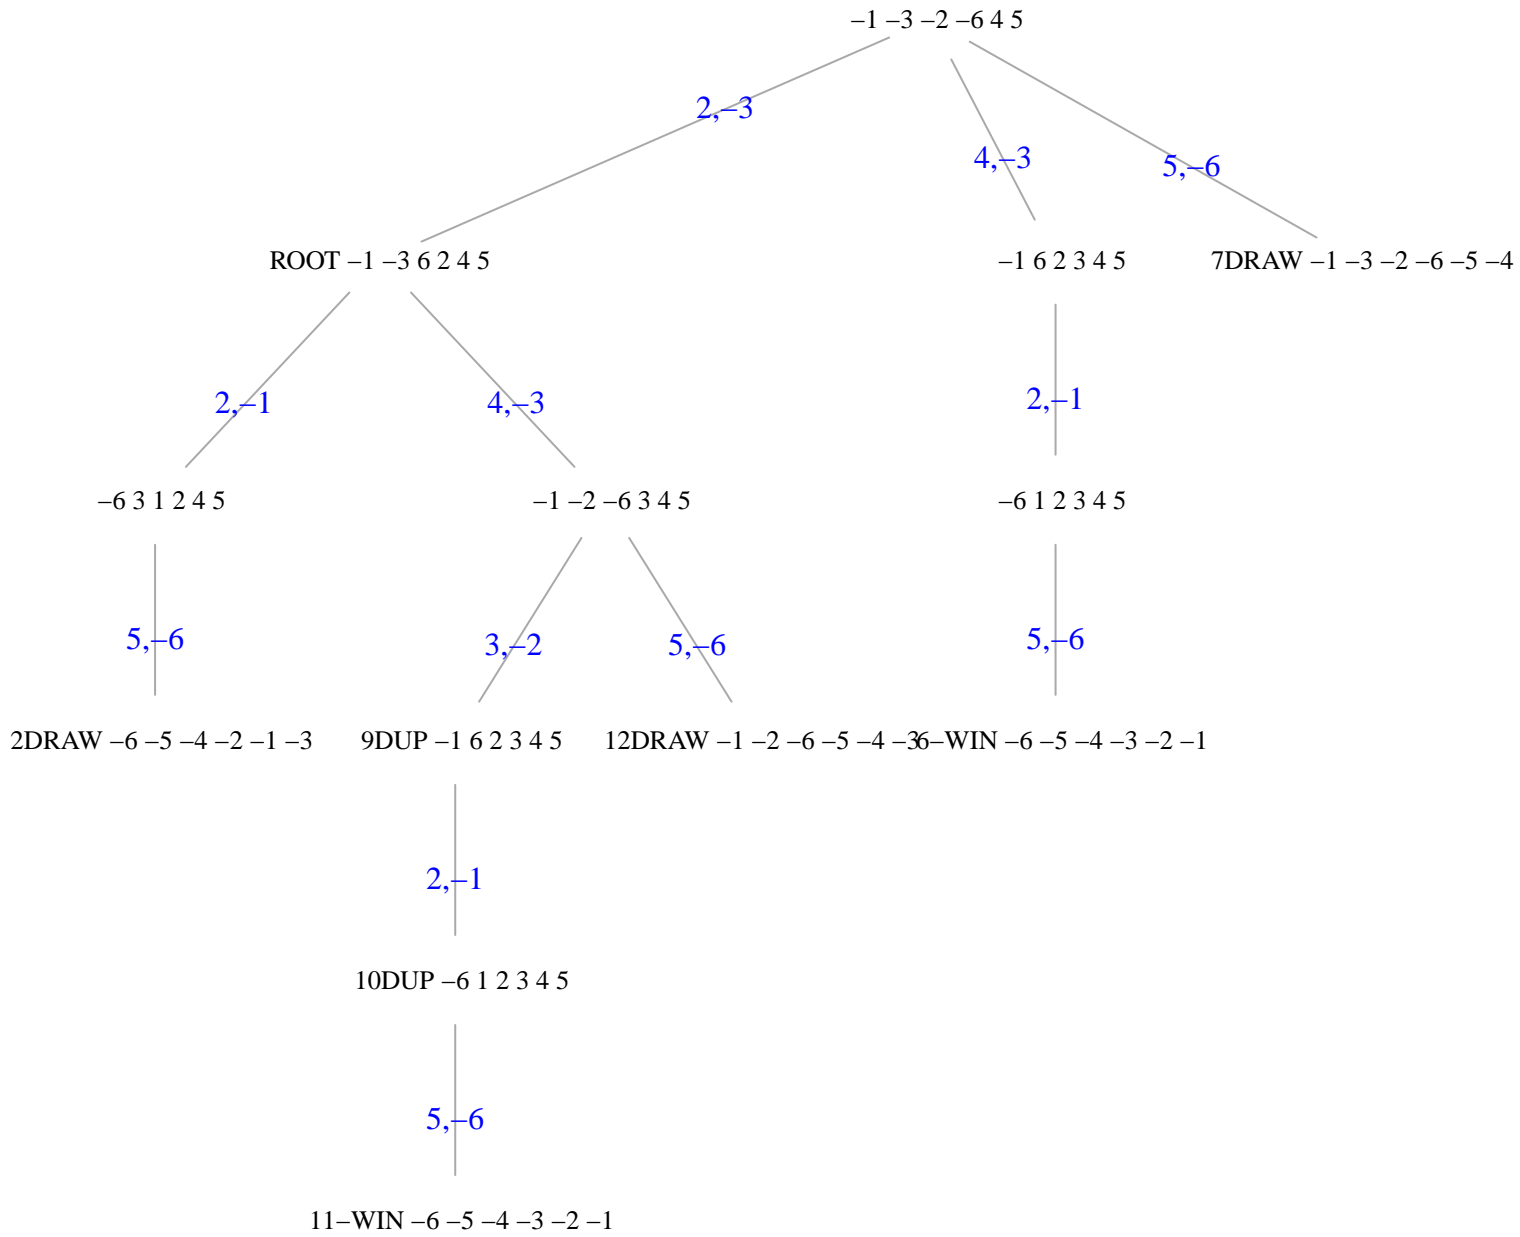 –1 –3 –2 –6 4 5
2,–3
4,–3
5,–6
ROOT –1 –3 6 2 4 5
–1 6 2 3 4 5
7DRAW –1 –3 –2 –6 –5 –4
2,–1
4,–3
2,–1
–6 3 1 2 4 5
–1 –2 –6 3 4 5
–6 1 2 3 4 5
5,–6
3,–2
5,–6
5,–6
2DRAW –6 –5 –4 –2 –1 –3
9DUP –1 6 2 3 4 5
12DRAW –1 –2 –6 –5 –4 –3
6–WIN –6 –5 –4 –3 –2 –1
2,–1
10DUP –6 1 2 3 4 5
5,–6
11–WIN –6 –5 –4 –3 –2 –1